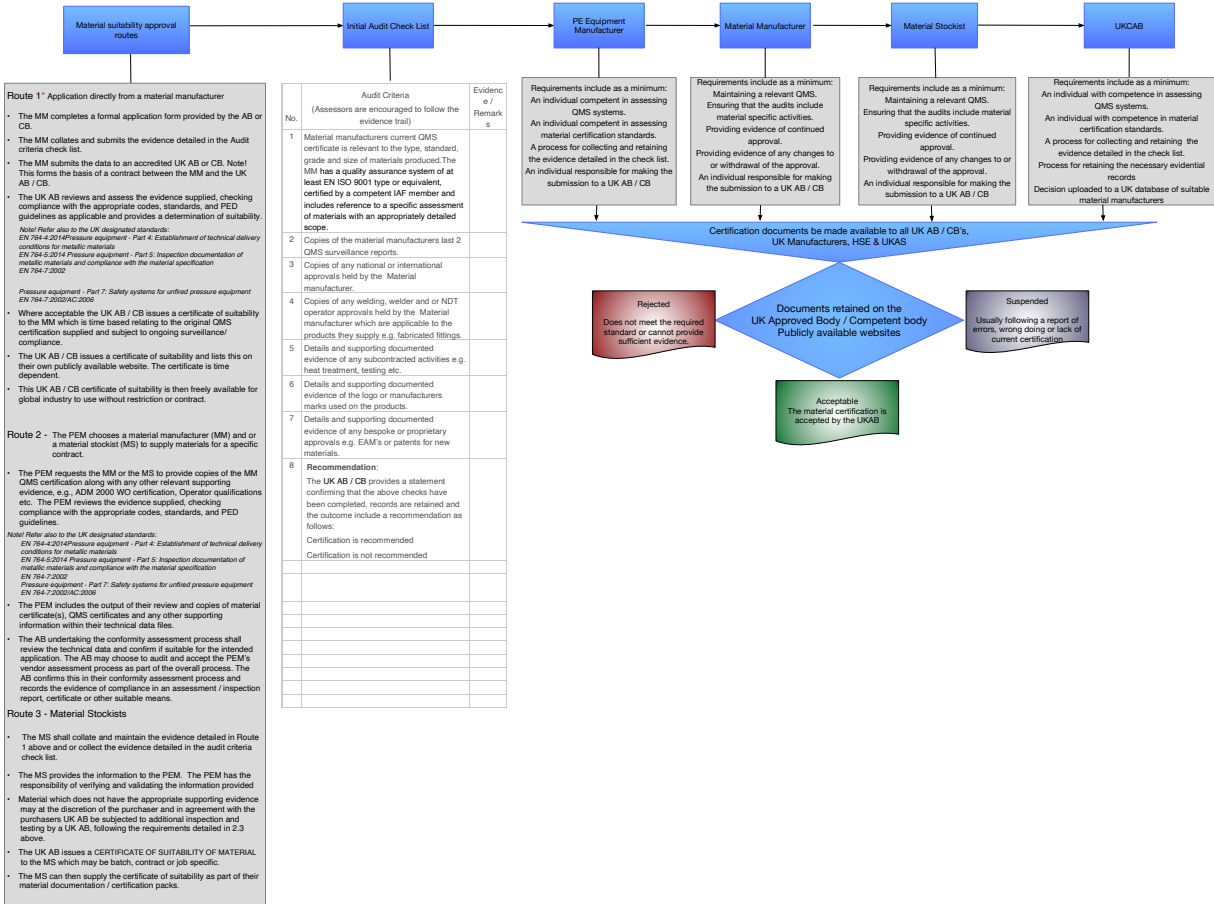 Material suitability approval
routes
Initial Audit Check List
PE Equipment
Manufacturer
Material Manufacturer
Material Stockist
UKCAB
Route 1* Application directly from a material manufacturer
• The MM completes a formal application form provided by the AB or
CB.
• The MM collates and submits the evidence detailed in the Audit
criteria check list.
• The MM submits the data to an accredited UK AB or CB. Note!
This forms the basis of a contract between the MM and the UK
AB / CB.
• The UK AB reviews and assess the evidence supplied, checking
compliance with the appropriate codes, standards, and PED
guidelines as applicable and provides a determination of suitability.
Note! Refer also to the UK designated standards:
EN 764-4:2014Pressure equipment - Part 4: Establishment of technical delivery
conditions for metallic materials
EN 764-5:2014 Pressure equipment - Part 5: Inspection documentation of
metallic materials and compliance with the material specification
EN 764-7:2002
Pressure equipment - Part 7: Safety systems for unfired pressure equipment
EN 764-7:2002/AC:2006
• Where acceptable the UK AB / CB issues a certificate of suitability
to the MM which is time based relating to the original QMS
certification supplied and subject to ongoing surveillance/
compliance.
• The UK AB / CB issues a certificate of suitability and lists this on
their own publicly available website. The certificate is time
dependent.
• This UK AB / CB certificate of suitability is then freely available for
global industry to use without restriction or contract.
Route 2 - The PEM chooses a material manufacturer (MM) and or
a material stockist (MS) to supply materials for a specific
contract.
• The PEM requests the MM or the MS to provide copies of the MM
QMS certification along with any other relevant supporting
evidence, e.g., ADM 2000 WO certification, Operator qualifications
etc. The PEM reviews the evidence supplied, checking
compliance with the appropriate codes, standards, and PED
guidelines.
Note! Refer also to the UK designated standards:
EN 764-4:2014Pressure equipment - Part 4: Establishment of technical delivery
conditions for metallic materials
EN 764-5:2014 Pressure equipment - Part 5: Inspection documentation of
metallic materials and compliance with the material specification
EN 764-7:2002
Pressure equipment - Part 7: Safety systems for unfired pressure equipment
EN 764-7:2002/AC:2006
• The PEM includes the output of their review and copies of material
certificate(s), QMS certificates and any other supporting
information within their technical data files.
• The AB undertaking the conformity assessment process shall
review the technical data and confirm if suitable for the intended
application. The AB may choose to audit and accept the PEM's
vendor assessment process as part of the overall process. The
AB confirms this in their conformity assessment process and
records the evidence of compliance in an assessment / inspection
report, certificate or other suitable means.
Route 3 - Material Stockists
• The MS shall collate and maintain the evidence detailed in Route
1 above and or collect the evidence detailed in the audit criteria
check list.
• The MS provides the information to the PEM. The PEM has the
responsibility of verifying and validating the information provided
• Material which does not have the appropriate supporting evidence
may at the discretion of the purchaser and in agreement with the
purchasers UK AB be subjected to additional inspection and
testing by a UK AB, following the requirements detailed in 2.3
above.
• The UK AB issues a CERTIFICATE OF SUITABILITY OF MATERIAL
to the MS which may be batch, contract or job specific.
• The MS can then supply the certificate of suitability as part of their
material documentation / certification packs.
No.
Audit Criteria
(Assessors are encouraged to follow the
evidence trail)
Evidenc
e /
Remark
s
1 Material manufacturers current QMS
certificate is relevant to the type, standard,
grade and size of materials produced.The
MM has a quality assurance system of at
least EN ISO 9001 type or equivalent,
certified by a competent IAF member and
includes reference to a specific assessment
of materials with an appropriately detailed
scope.
2 Copies of the material manufacturers last 2
QMS surveillance reports.
3 Copies of any national or international
approvals held by the Material
manufacturer.
4 Copies of any welding, welder and or NDT
operator approvals held by the Material
manufacturer which are applicable to the
products they supply e.g. fabricated fittings.
5 Details and supporting documented
evidence of any subcontracted activities e.g.
heat treatment, testing etc.
6 Details and supporting documented
evidence of the logo or manufacturers
marks used on the products.
7 Details and supporting documented
evidence of any bespoke or proprietary
approvals e.g. EAM's or patents for new
materials.
8 Recommendation:
The UK AB / CB provides a statement
confirming that the above checks have
been completed, records are retained and
the outcome include a recommendation as
follows:
Certification is recommended
Certification is not recommended
Requirements include as a minimum:
An individual competent in assessing
QMS systems.
An individual competent in assessing
material certification standards.
A process for collecting and retaining
the evidence detailed in the check list.
An individual responsible for making the
submission to a UK AB / CB
Requirements include as a minimum:
Maintaining a relevant QMS.
Ensuring that the audits include
material specific activities.
Providing evidence of continued
approval.
Providing evidence of any changes to
or withdrawal of the approval.
An individual responsible for making
the submission to a UK AB / CB
Requirements include as a minimum:
Maintaining a relevant QMS.
Ensuring that the audits include material
specific activities.
Providing evidence of continued
approval.
Providing evidence of any changes to or
withdrawal of the approval.
An individual responsible for making the
submission to a UK AB / CB
Requirements include as a minimum:
An individual with competence in assessing
QMS systems.
An individual with competence in material
certification standards.
A process for collecting and retaining the
evidence detailed in the check list.
Process for retaining the necessary evidential
records
Decision uploaded to a UK database of suitable
material manufacturers
Certification documents be made available to all UK AB / CB's,
UK Manufacturers, HSE & UKAS
Rejected
Does not meet the required
standard or cannot provide
sufficient evidence.
Documents retained on the
UK Approved Body / Competent body
Publicly available websites
Suspended
Usually following a report of
errors, wrong doing or lack of
current certification
Acceptable
The material certification is
accepted by the UKAB